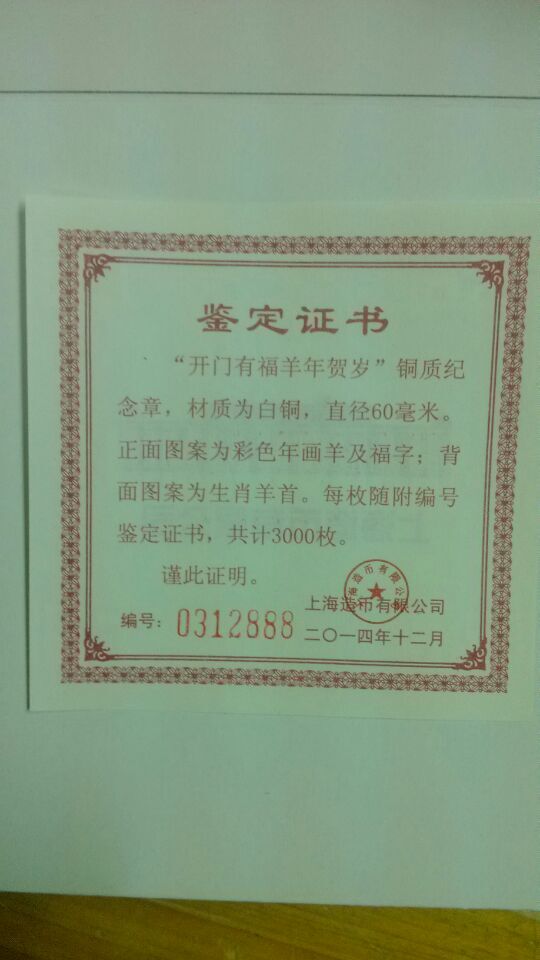 鉴定证书
“开门有福羊年贺岁”铜质纪
念章，材质为白铜，直径60毫米。
正面图案为彩色年画羊及福字；背
面图案为生肖羊首。每枚随附编号
鉴定证书，共计3000枚。
谨此证明。
上海造币有限公司
编号：0312888
二〇一四年十二月